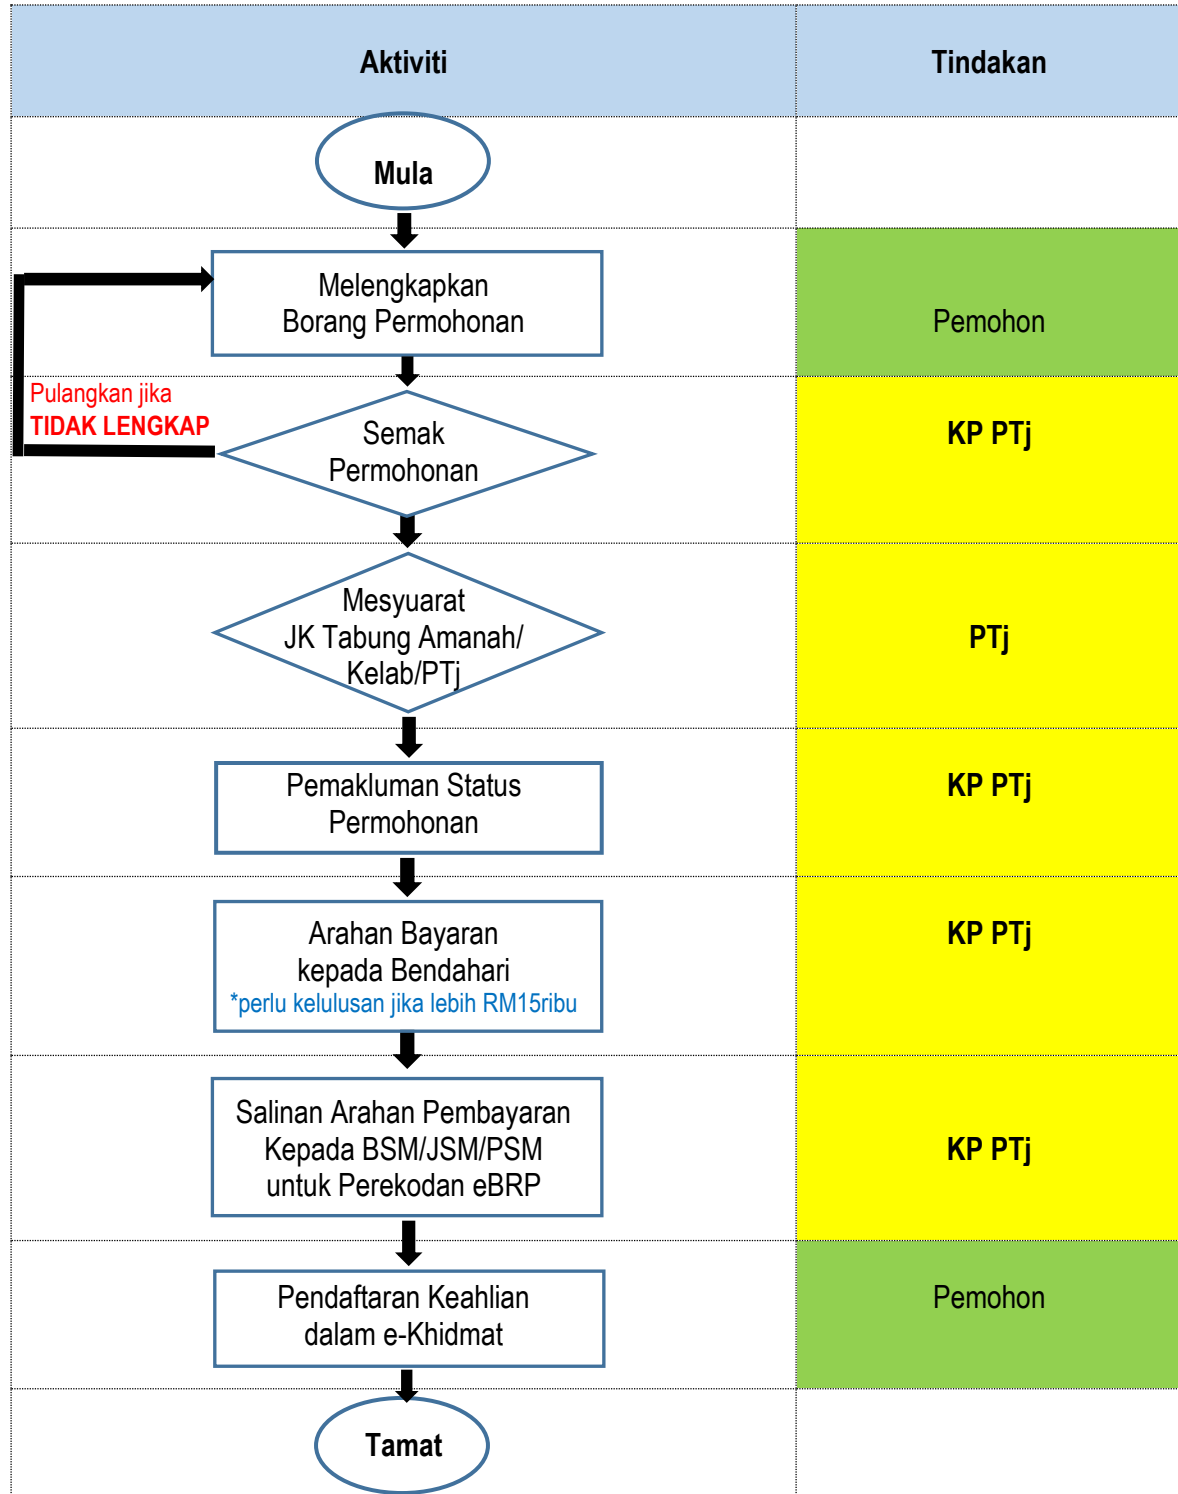 Aktiviti
Tindakan
Mula
Melengkapkan
Borang Permohonan
Pemohon
Pulangkan jika
TIDAK LENGKAP
Semak
Permohonan
KP PTj
Mesyuarat
JK Tabung Amanah/
Kelab/PTj
PTj
Pemakluman Status
Permohonan
KP PTj
Arahan Bayaran
kepada Bendahari
*perlu kelulusan jika lebih RM15ribu
KP PTj
Salinan Arahan Pembayaran
Kepada BSM/JSM/PSM
untuk Perekodan eBRP
KP PTj
Pendaftaran Keahlian
dalam e-Khidmat
Pemohon
Tamat